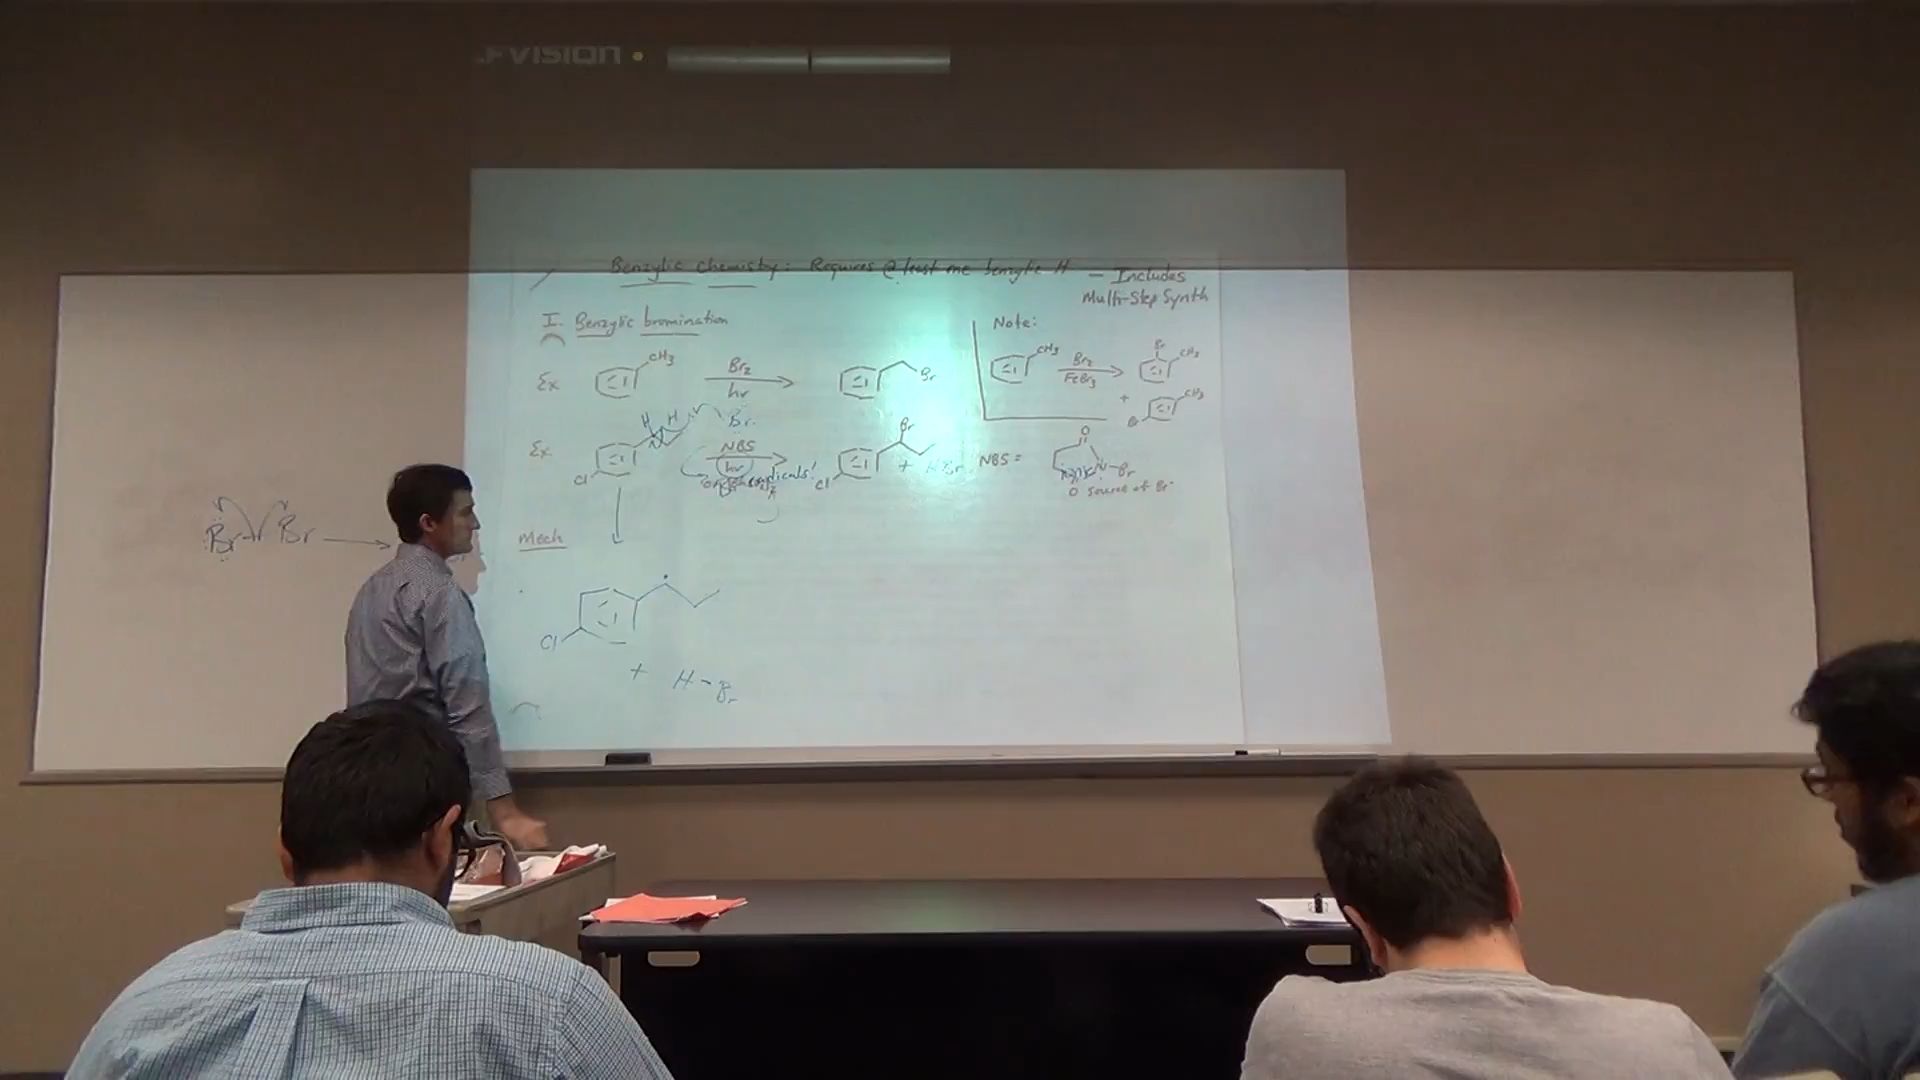 VISION
Benzylic Chemistry: Requires @ least one benzylic H — Includes
Multi-Step Synth
I. Benzylic bromination
Note:
Ex
CH3
Br2
hv
Br
CH3
Br2
FeBr3
Br
CH3
+
Br
CH3
Ex
Cl
H
H
Br
NBS
hv
radicals!
Br
Cl
+ HBr
NBS =
O
N-Br
O source of Br·
Br Br
Mech
Cl
+ H-Br